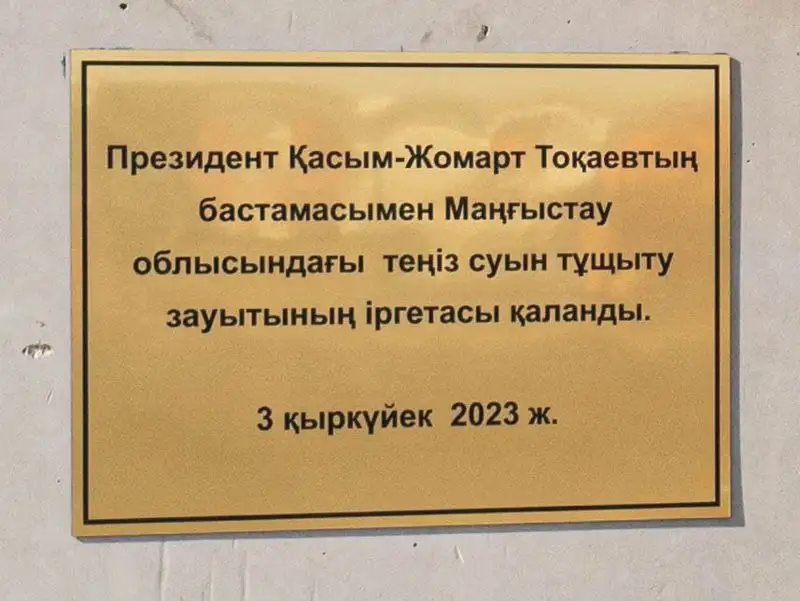 Президент Қасым-Жомарт Тоқаевтың
бастамасымен Маңғыстау
облысындағы теңіз суын тұщыту
зауытының іргетасы қаланды.
3 қыркүйек 2023 ж.